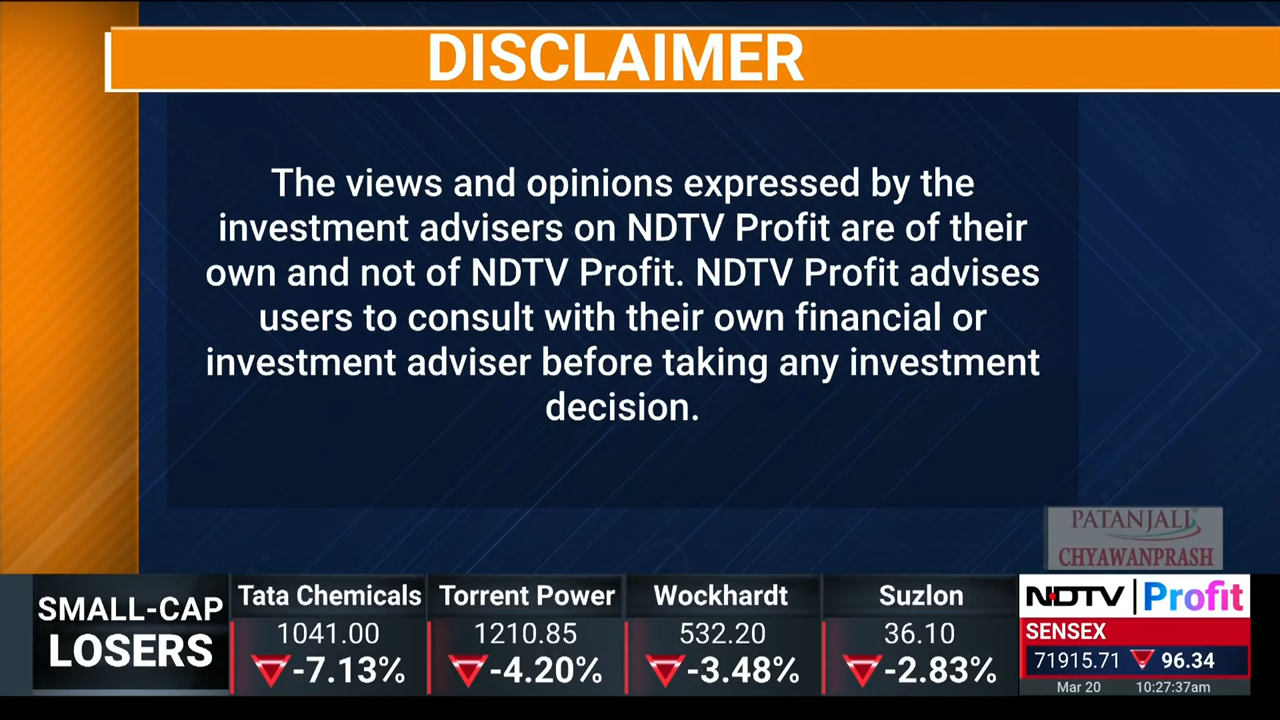 DISCLAIMER
The views and opinions expressed by the
investment advisers on NDTV Profit are of their
own and not of NDTV Profit. NDTV Profit advises
users to consult with their own financial or
investment adviser before taking any investment
decision.
PATANJALI
CHYAWANPRASH
SMALL-CAP
LOSERS
Tata Chemicals
1041.00
-7.13%
Torrent Power
1210.85
-4.20%
Wockhardt
532.20
-3.48%
Suzlon
36.10
-2.83%
NDTV Profit
SENSEX
71915.71 96.34
Mar 20 10:27:37am